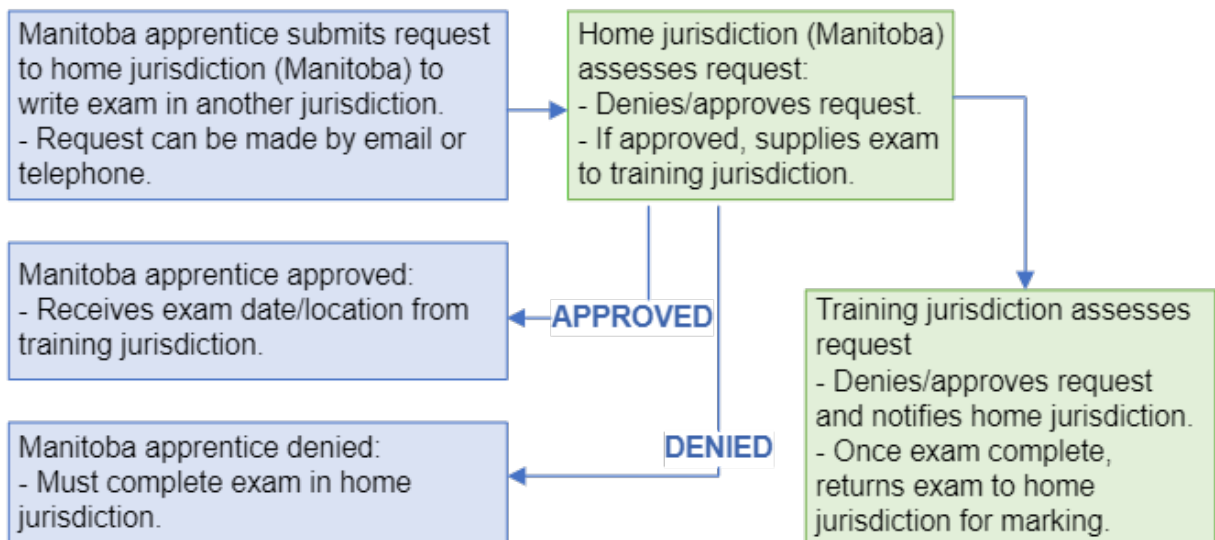 Manitoba apprentice submits request
to home jurisdiction (Manitoba) to
write exam in another jurisdiction.
- Request can be made by email or
telephone.
Home jurisdiction (Manitoba)
assesses request:
- Denies/approves request.
- If approved, supplies exam
to training jurisdiction.
Manitoba apprentice approved:
- Receives exam date/location from
training jurisdiction.
APPROVED
Training jurisdiction assesses
request
- Denies/approves request
and notifies home jurisdiction.
- Once exam complete,
returns exam to home
jurisdiction for marking.
Manitoba apprentice denied:
- Must complete exam in home
jurisdiction.
DENIED